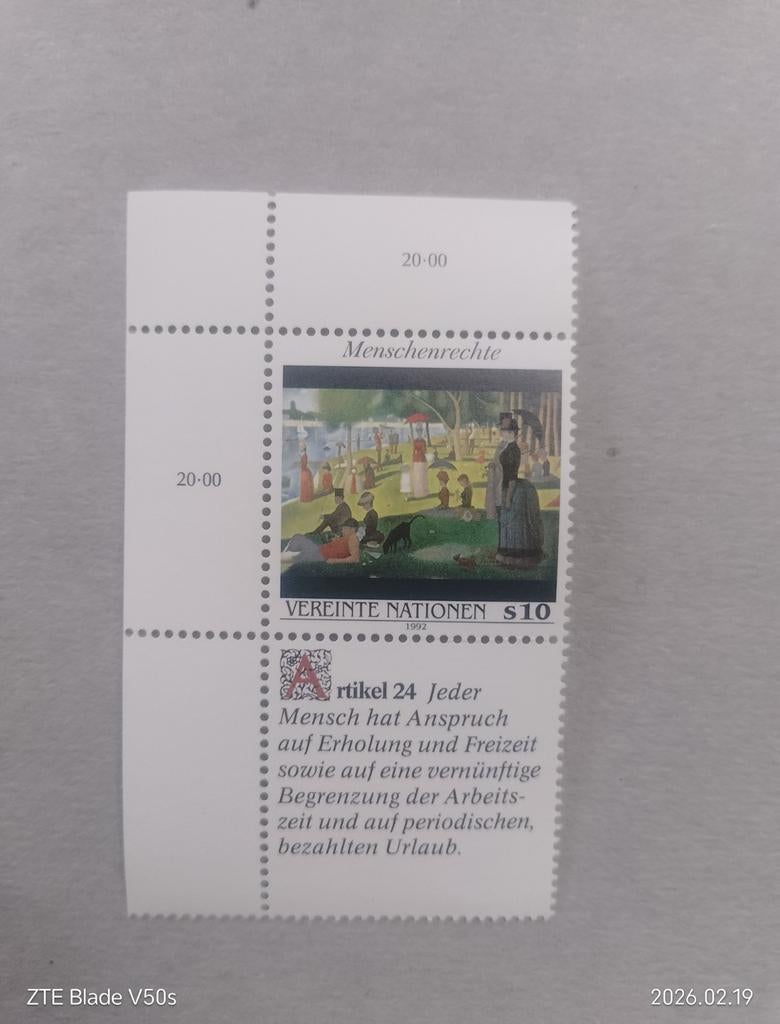 20·00
Menschenrechte
20·00
VEREINTE NATIONEN s10
1992
Artikel 24 Jeder
Mensch hat Anspruch
auf Erholung und Freizeit
sowie auf eine vernünftige
Begrenzung der Arbeits-
zeit und auf periodischen,
bezahlten Urlaub.
ZTE Blade V50s
2026.02.19